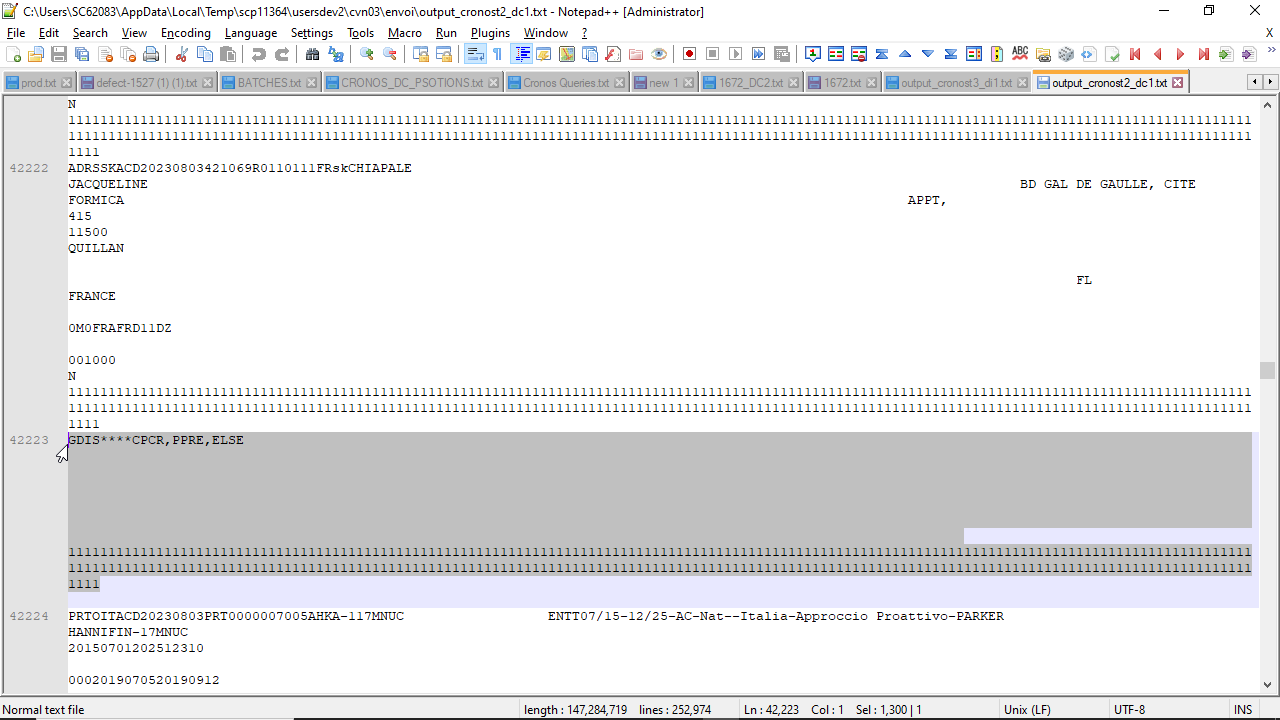 C:\Users\SC62083\AppData\Local\Temp\scp11364\usersdev2\cvn03\envoi\output_cronost2_dc1.txt - Notepad++ [Administrator]
File Edit Search View Encoding Language Settings Tools Macro Run Plugins Window ? X
prod.txt defect-1527 (1) (1).txt BATCHES.txt CRONOS_DC_PSOTIONS.txt Cronos Queries.txt new 1 1672_DC2.txt 1672.txt output_cronost3_di1.txt output_cronost2_dc1.txt
N
1111111111111111111111111111111111111111111111111111111111111111111111111111111111111111111111111111111111111111111111111111111111111111111111111111
1111111111111111111111111111111111111111111111111111111111111111111111111111111111111111111111111111111111111111111111111111111111111111111111111111
1111
42222 ADRSSKACD20230803421069R0110111FRskCHIAPALE
JACQUELINE BD GAL DE GAULLE, CITE
FORMICA APPT,
415
11500
QUILLAN
FL
FRANCE
0M0FRAFRD11DZ
001000
N
1111111111111111111111111111111111111111111111111111111111111111111111111111111111111111111111111111111111111111111111111111111111111111111111111111
1111111111111111111111111111111111111111111111111111111111111111111111111111111111111111111111111111111111111111111111111111111111111111111111111111
1111
42223 GDIS****CPCR,PPRE,ELSE
1111111111111111111111111111111111111111111111111111111111111111111111111111111111111111111111111111111111111111111111111111111111111111111111111111
1111111111111111111111111111111111111111111111111111111111111111111111111111111111111111111111111111111111111111111111111111111111111111111111111111
1111
42224 PRTOITACD20230803PRT0000007005AHKA-117MNUC ENTT07/15-12/25-AC-Nat--Italia-Approccio Proattivo-PARKER
HANNIFIN-17MNUC
20150701202512310
0002019070520190912
Normal text file length : 147,284,719 lines : 252,974 Ln : 42,223 Col : 1 Sel : 1,300 | 1 Unix (LF) UTF-8 INS